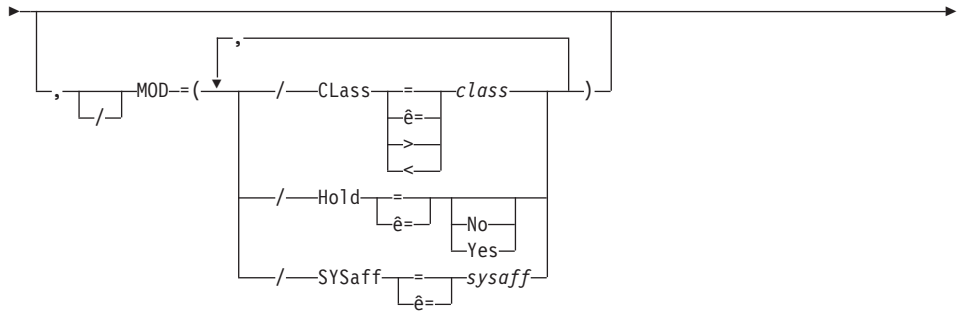 ,
, / MOD =( / CLass = class )
ê=
>
<
/ Hold =
ê= No
Yes
/ SYSaff = sysaff
ê=